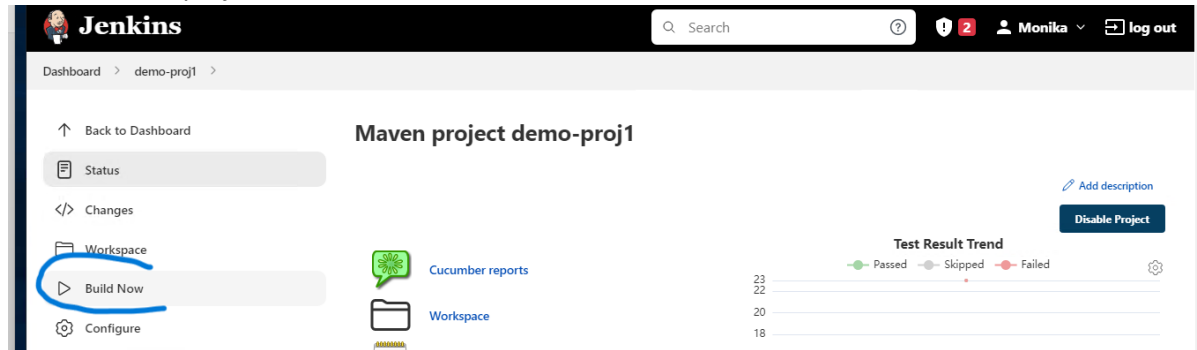 Jenkins
Search
2
Monika
log out
Dashboard > demo-proj1 >
Back to Dashboard
Status
Changes
Workspace
Build Now
Configure
Maven project demo-proj1
Add description
Disable Project
Cucumber reports
Workspace
Test Result Trend
Passed Skipped Failed
23
22
20
18